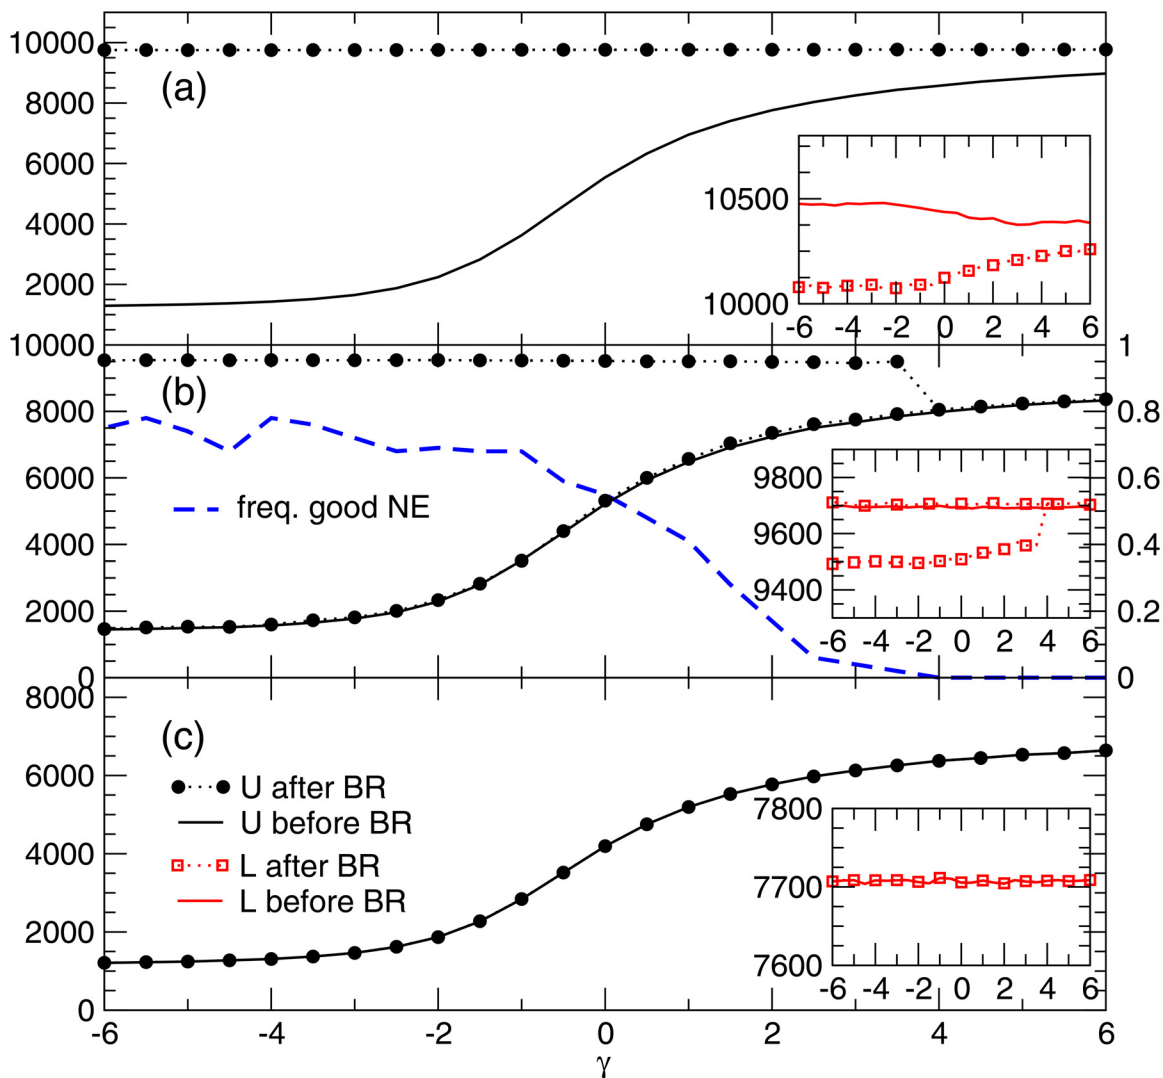 10000
8000
6000
4000
2000
(a)
10500
10000
-6 -4 -2 0 2 4 6
10000
8000
6000
4000
2000
0
(b)
freq. good NE
1
0.8
0.6
0.4
0.2
0
9800
9600
9400
-6 -4 -2 0 2 4 6
8000
6000
4000
2000
0
(c)
U after BR
U before BR
L after BR
L before BR
7800
7700
7600
-6 -4 -2 0 2 4 6
-6 -4 -2 0 2 4 6
γ